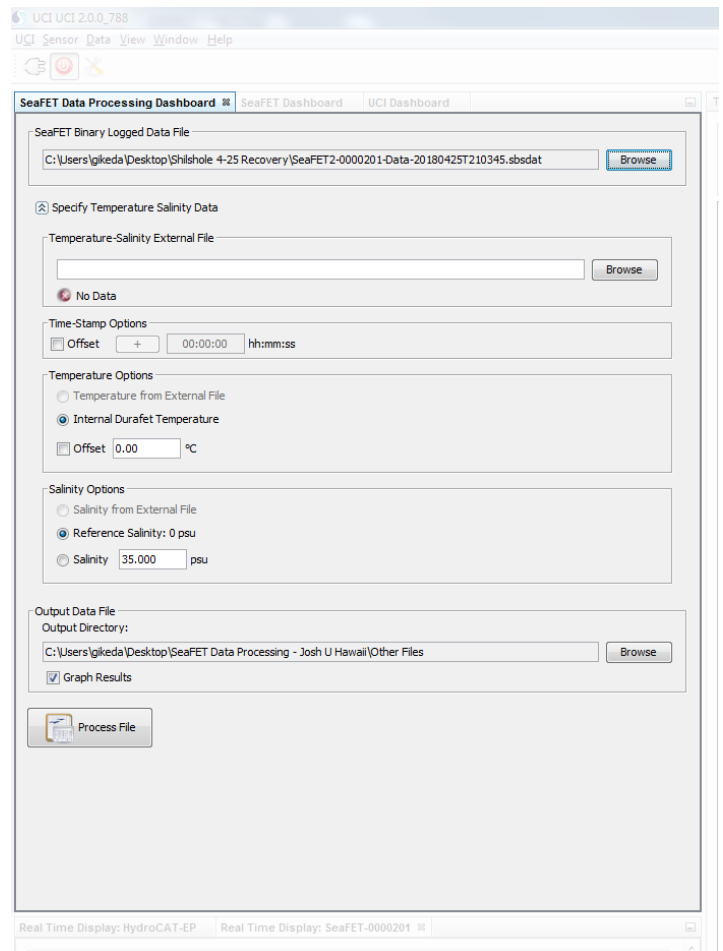 UCI UCI 2.0.0_788
UCI Sensor Data View Window Help
SeaFET Data Processing Dashboard SeaFET Dashboard UCI Dashboard
SeaFET Binary Logged Data File
C:\Users\gikeda\Desktop\Shilshole 4-25 Recovery\SeaFET2-0000201-Data-20180425T210345.sbsdat Browse
Specify Temperature Salinity Data
Temperature-Salinity External File
Browse
No Data
Time-Stamp Options
Offset + 00:00:00 hh:mm:ss
Temperature Options
Temperature from External File
Internal Durafet Temperature
Offset 0.00 ºC
Salinity Options
Salinity from External File
Reference Salinity: 0 psu
Salinity 35.000 psu
Output Data File
Output Directory:
C:\Users\gikeda\Desktop\SeaFET Data Processing - Josh U Hawaii\Other Files Browse
Graph Results
Process File
Real Time Display: HydroCAT-EP Real Time Display: SeaFET-0000201